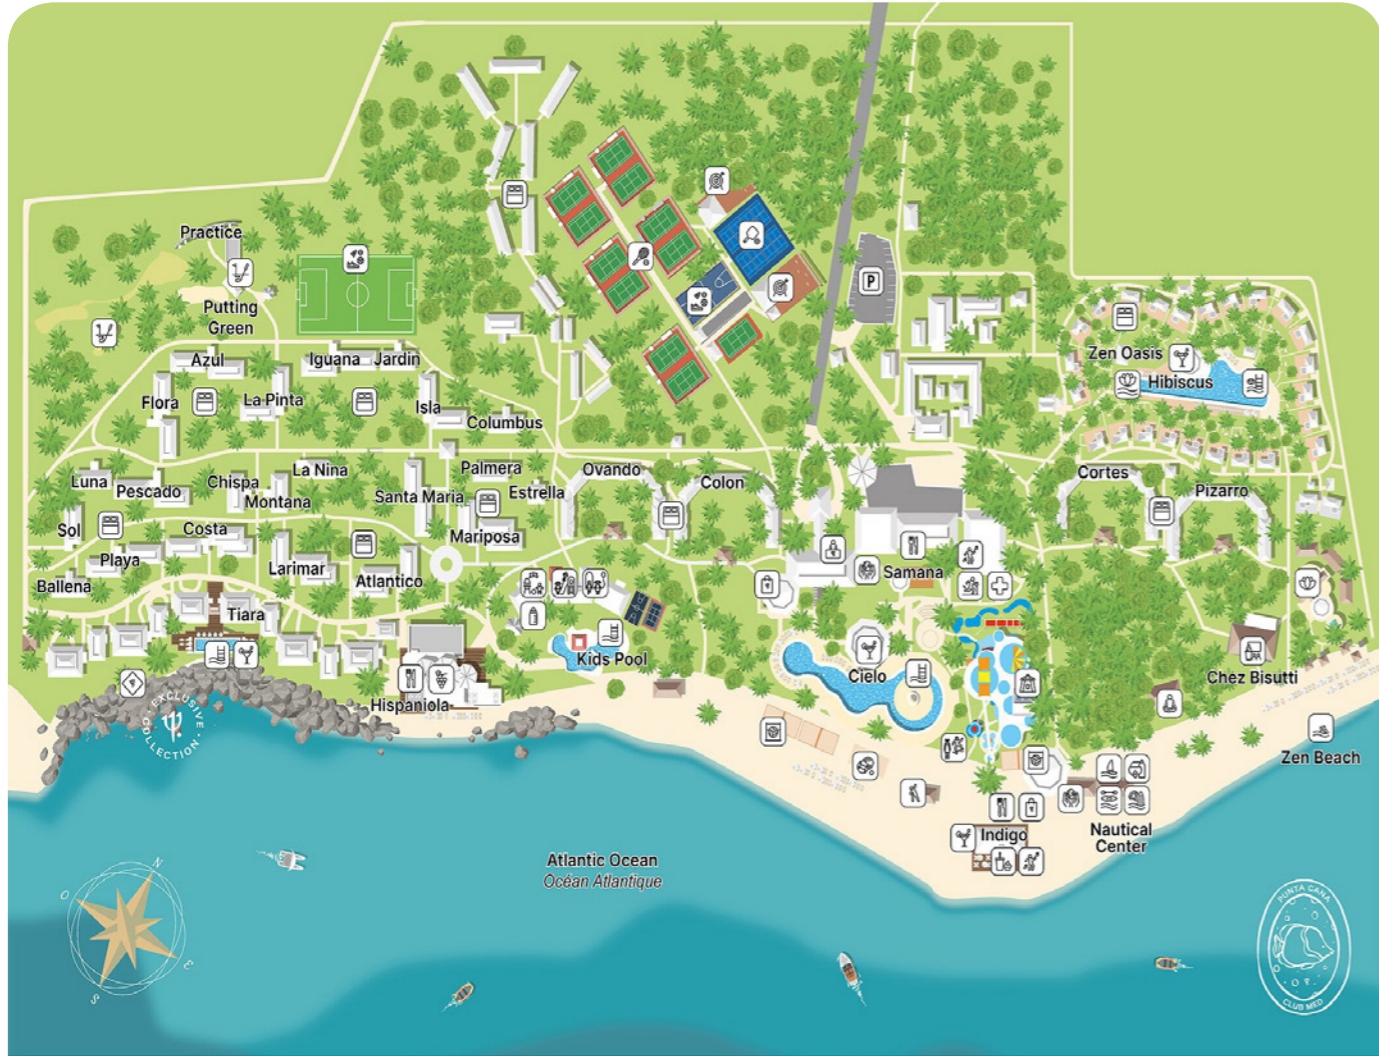 Practice
Putting
Green
P
Azul
Iguana
Jardin
Zen Oasis
Hibiscus
Flora
La Pinta
Isla
Columbus
Luna
Pescado
Chispa
Montana
La Nina
Santa Maria
Palmera
Estrella
Ovando
Colon
Cortes
Pizarro
Sol
Costa
Mariposa
Playa
Larimar
Atlantico
Samana
Ballena
Tiara
Kids Pool
Cielo
Chez Bisutti
Hispaniola
EXCLUSIVE
COLLECTION
Zen Beach
Indigo
Nautical
Center
Atlantic Ocean
Océan Atlantique
N
O
E
S
PUNTA CANA
CLUB MED